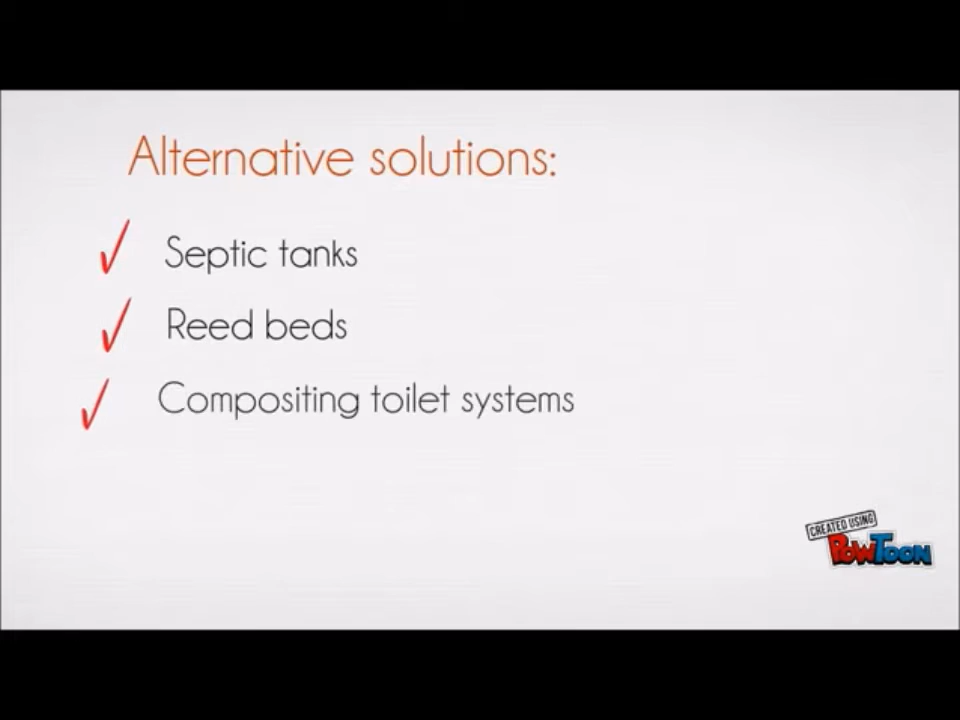 Alternative solutions:
Septic tanks
Reed beds
Compositing toilet systems
CREATED USING
POWTOON